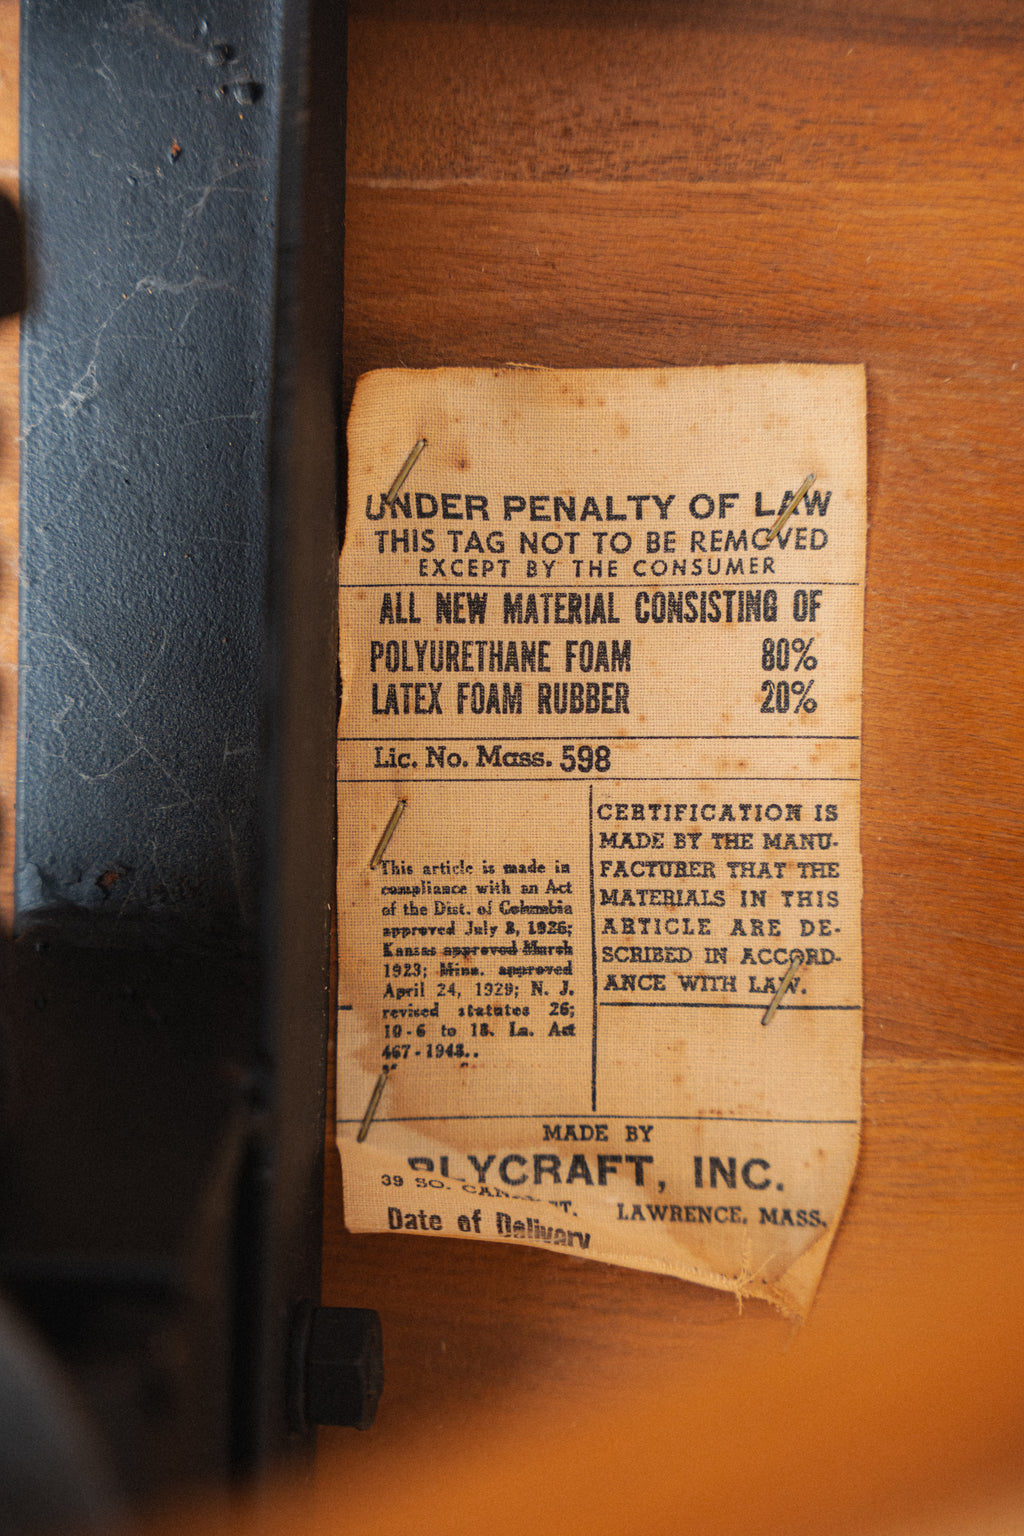 UNDER PENALTY OF LAW
THIS TAG NOT TO BE REMOVED
EXCEPT BY THE CONSUMER
ALL NEW MATERIAL CONSISTING OF
POLYURETHANE FOAM 80%
LATEX FOAM RUBBER 20%
Lic. No. Mass. 598
This article is made in
compliance with an Act
of the Dist. of Columbia
approved July 8, 1926;
Kansas approved March
1923; Minn. approved
April 24, 1929; N. J.
revised statutes 26;
10-6 to 18. La. Act
467-1948..
CERTIFICATION IS
MADE BY THE MANU-
FACTURER THAT THE
MATERIALS IN THIS
ARTICLE ARE DE-
SCRIBED IN ACCORD-
ANCE WITH LAW.
MADE BY
PLYCRAFT, INC.
39 SO. ST.
LAWRENCE, MASS.
Date of Delivery